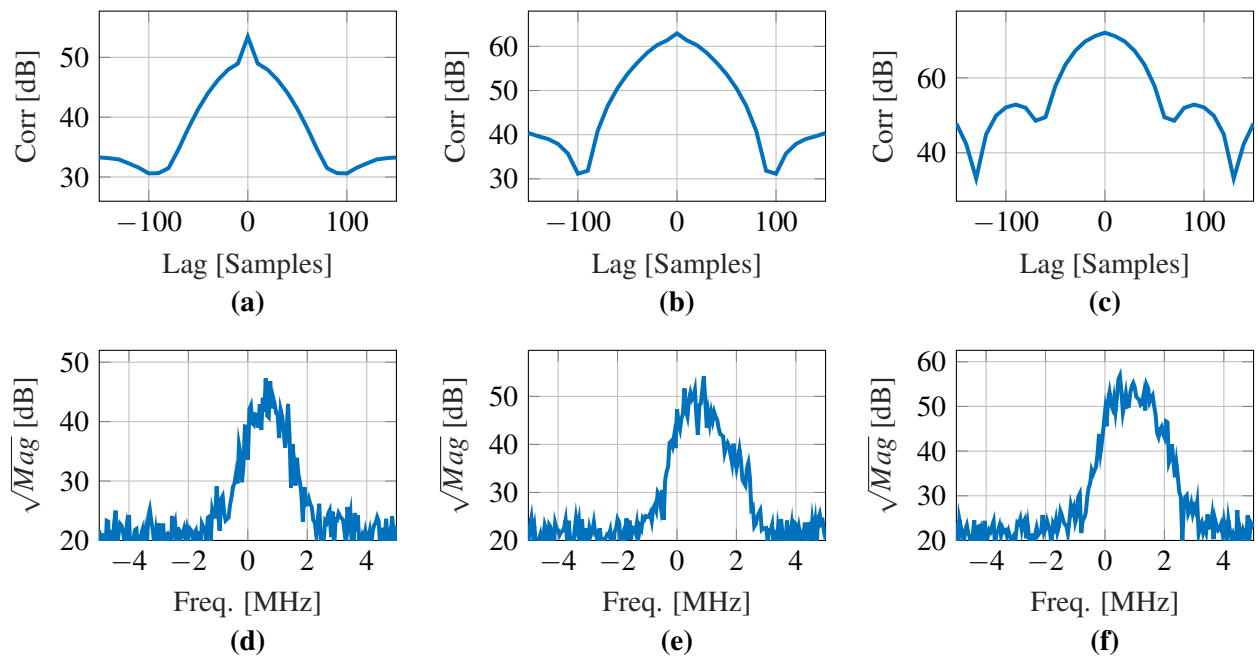 50
40
30
Corr [dB]
−100
0
100
Lag [Samples]
(a)
60
50
40
30
Corr [dB]
−100
0
100
Lag [Samples]
(b)
60
40
Corr [dB]
−100
0
100
Lag [Samples]
(c)
50
40
30
20
√Mag [dB]
−4
−2
0
2
4
Freq. [MHz]
(d)
50
40
30
20
√Mag [dB]
−4
−2
0
2
4
Freq. [MHz]
(e)
60
50
40
30
20
√Mag [dB]
−4
−2
0
2
4
Freq. [MHz]
(f)